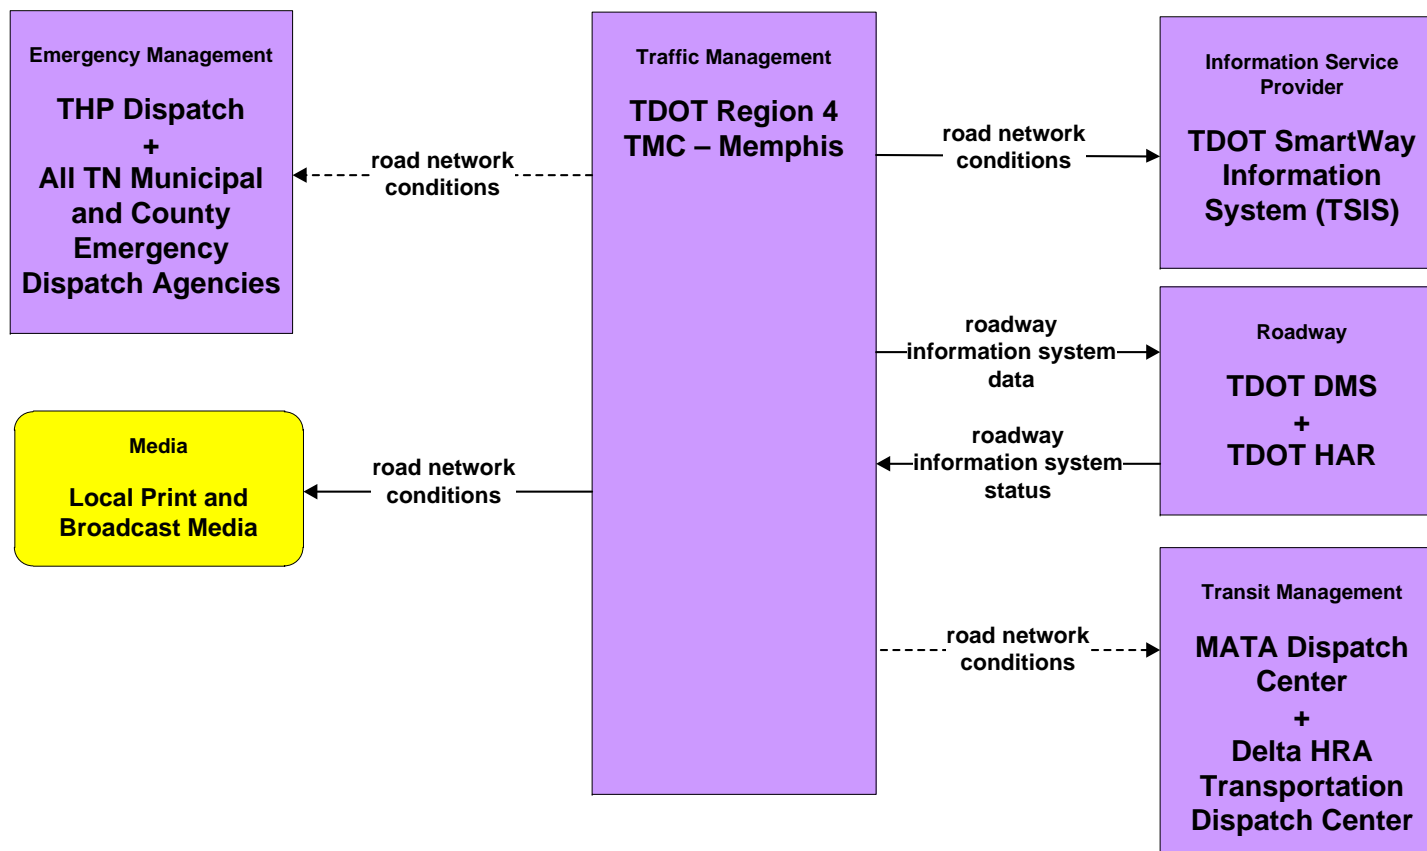 Emergency Management
THP Dispatch
+
All TN Municipal
and County
Emergency
Dispatch Agencies
road network
conditions
Media
Local Print and
Broadcast Media
road network
conditions
Traffic Management
TDOT Region 4
TMC – Memphis
road network
conditions
Information Service
Provider
TDOT SmartWay
Information
System (TSIS)
roadway
information system
data
roadway
information system
status
Roadway
TDOT DMS
+
TDOT HAR
road network
conditions
Transit Management
MATA Dispatch
Center
+
Delta HRA
Transportation
Dispatch Center